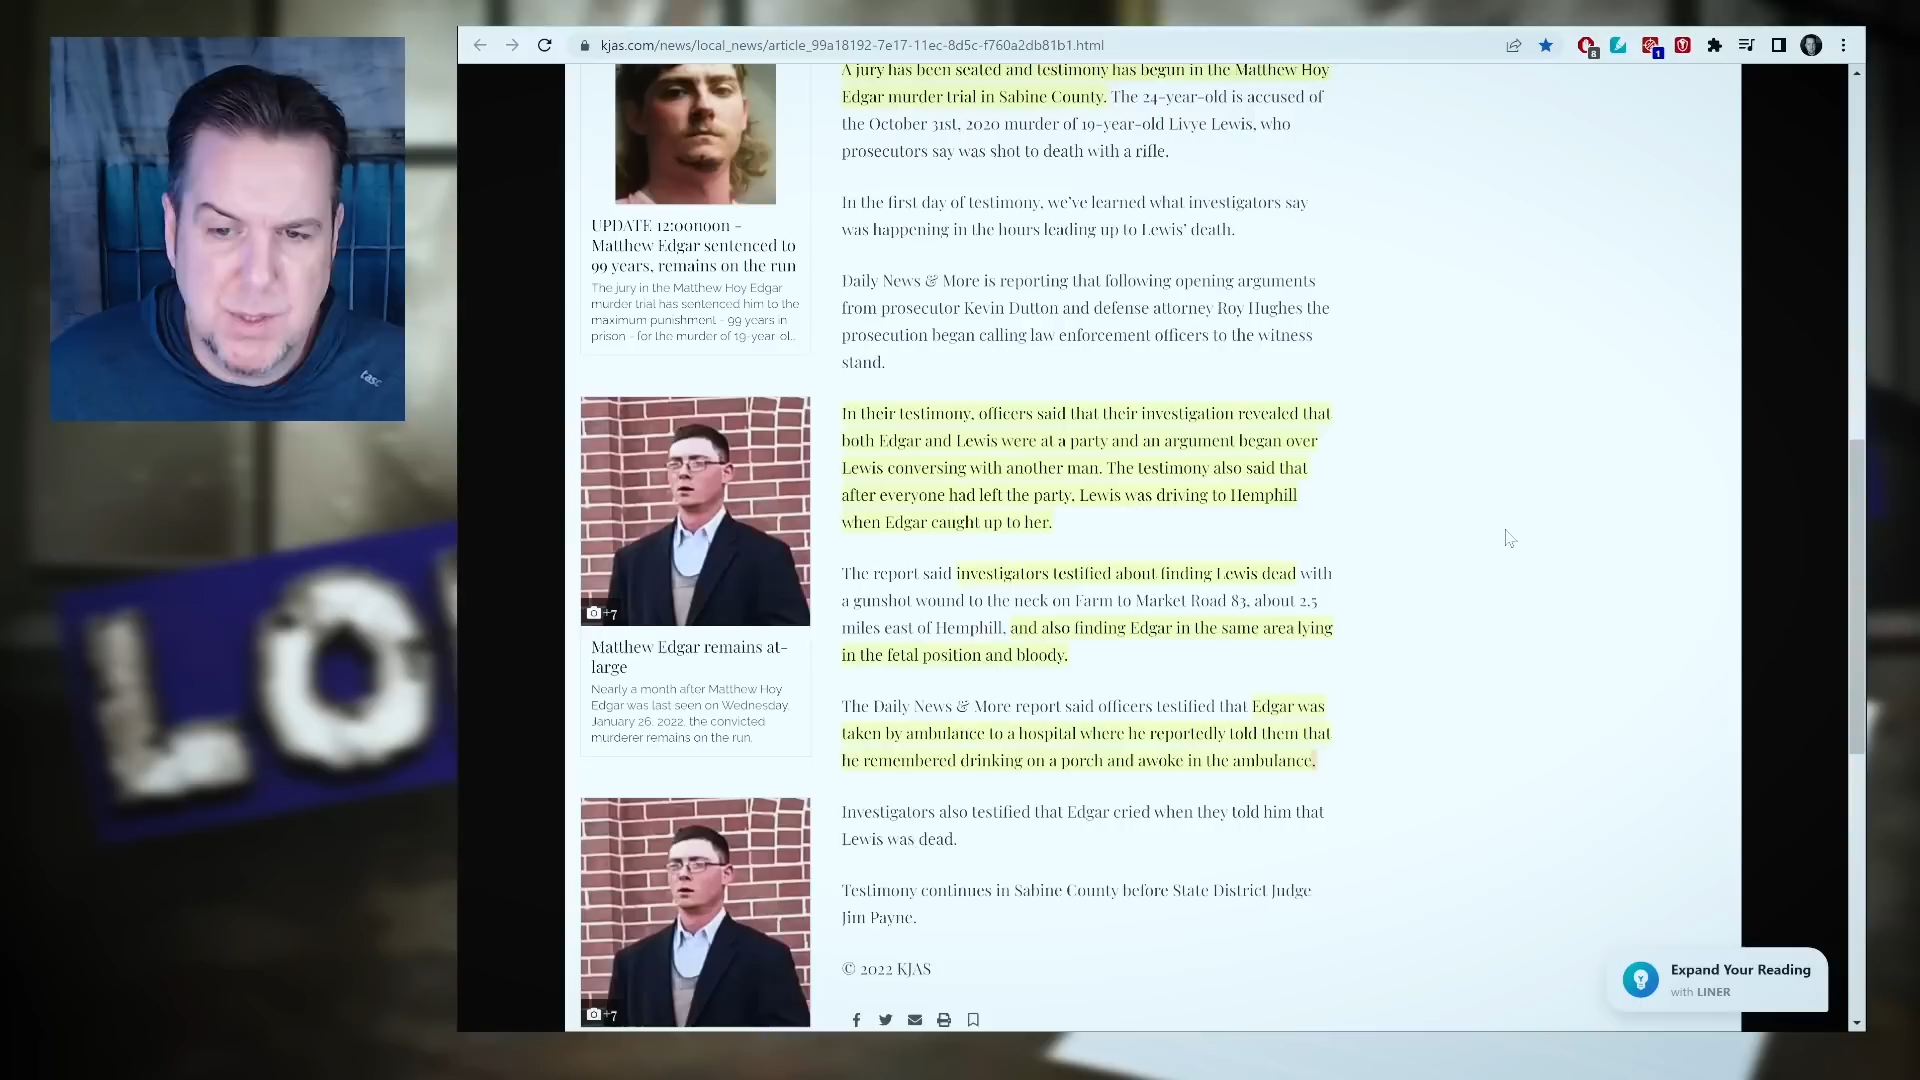 kjas.com/news/local_news/article_99a18192-7e17-11ec-8d5c-f760a2db81b1.html
8
1
tasc
LO
UPDATE 12:00noon -
Matthew Edgar sentenced to
99 years, remains on the run
The jury in the Matthew Hoy
Edgar murder trial has sentenced him to the
maximum punishment - 99 years in
prison - for the murder of 19-year-ol...
+7
Matthew Edgar remains at-
large
Nearly a month after Matthew Hoy
Edgar was last seen on Wednesday,
January 26, 2022, the convicted
murderer remains on the run.
+7
A jury has been seated and testimony has begun in the Matthew Hoy
Edgar murder trial in Sabine County. The 24-year-old is accused of
the October 31st, 2020 murder of 19-year-old Livye Lewis, who
prosecutors say was shot to death with a rifle.
In the first day of testimony, we've learned what investigators say
was happening in the hours leading up to Lewis' death.
Daily News & More is reporting that following opening arguments
from prosecutor Kevin Dutton and defense attorney Roy Hughes the
prosecution began calling law enforcement officers to the witness
stand.
In their testimony, officers said that their investigation revealed that
both Edgar and Lewis were at a party and an argument began over
Lewis conversing with another man. The testimony also said that
after everyone had left the party, Lewis was driving to Hemphill
when Edgar caught up to her.
The report said investigators testified about finding Lewis dead with
a gunshot wound to the neck on Farm to Market Road 83, about 2.5
miles east of Hemphill, and also finding Edgar in the same area lying
in the fetal position and bloody.
The Daily News & More report said officers testified that Edgar was
taken by ambulance to a hospital where he reportedly told them that
he remembered drinking on a porch and awoke in the ambulance.
Investigators also testified that Edgar cried when they told him that
Lewis was dead.
Testimony continues in Sabine County before State District Judge
Jim Payne.
© 2022 KJAS
Expand Your Reading
with LINER